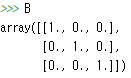 >>> B
array([[1., 0., 0.],
       [0., 1., 0.],
       [0., 0., 1.]])